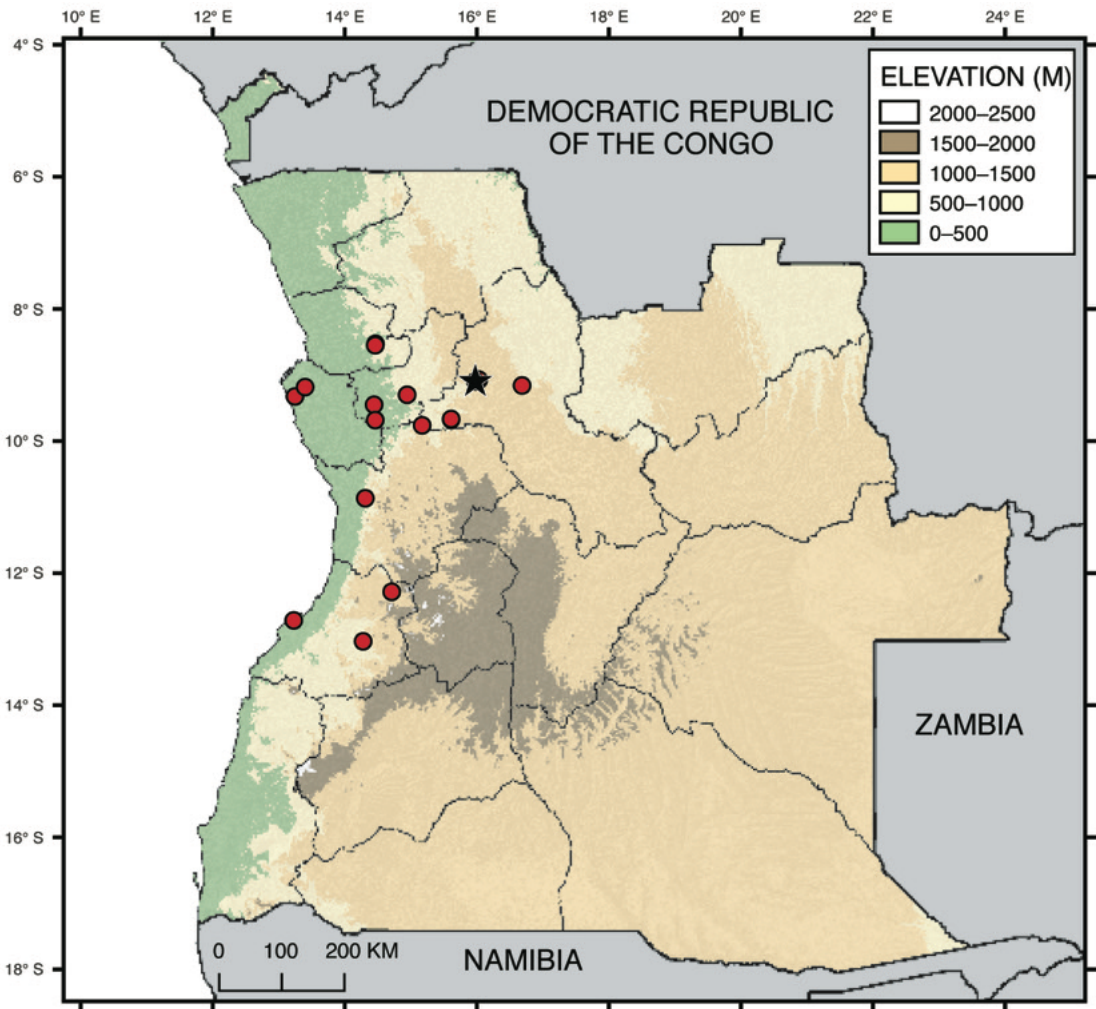 10° E 12° E 14° E 16° E 18° E 20° E 22° E 24° E
4° S
ELEVATION (M)
2000–2500
1500–2000
1000–1500
500–1000
0–500
DEMOCRATIC REPUBLIC
OF THE CONGO
6° S
8° S
10° S
12° S
14° S
ZAMBIA
16° S
0 100 200 KM
NAMIBIA
18° S